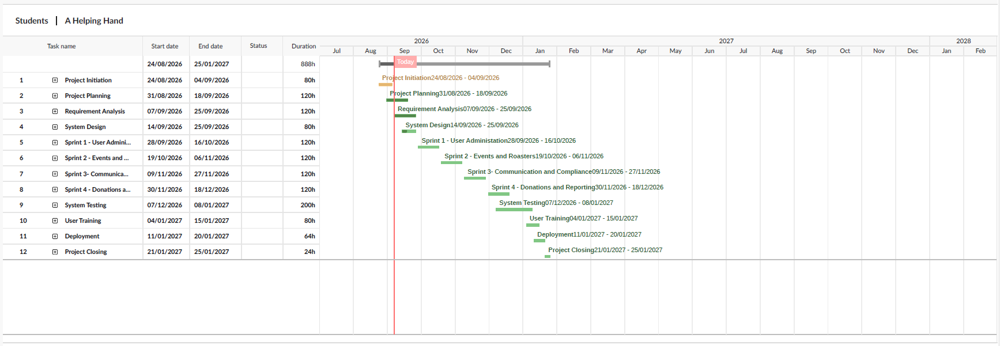 Students | A Helping Hand
Task name Start date End date Status Duration 2026 2027 2028
Jul Aug Sep Oct Nov Dec Jan Feb Mar Apr May Jun Jul Aug Sep Oct Nov Dec Jan Feb
24/08/2026 25/01/2027 888h Today
1 Project Initiation 24/08/2026 04/09/2026 80h Project Initiation24/08/2026 - 04/09/2026
2 Project Planning 31/08/2026 18/09/2026 120h Project Planning31/08/2026 - 18/09/2026
3 Requirement Analysis 07/09/2026 25/09/2026 120h Requirement Analysis07/09/2026 - 25/09/2026
4 System Design 14/09/2026 25/09/2026 80h System Design14/09/2026 - 25/09/2026
5 Sprint 1 - User Admini... 28/09/2026 16/10/2026 120h Sprint 1 - User Administation28/09/2026 - 16/10/2026
6 Sprint 2 - Events and ... 19/10/2026 06/11/2026 120h Sprint 2 - Events and Roasters19/10/2026 - 06/11/2026
7 Sprint 3- Communica... 09/11/2026 27/11/2026 120h Sprint 3- Communication and Compliance09/11/2026 - 27/11/2026
8 Sprint 4 - Donations a... 30/11/2026 18/12/2026 120h Sprint 4 - Donations and Reporting30/11/2026 - 18/12/2026
9 System Testing 07/12/2026 08/01/2027 200h System Testing07/12/2026 - 08/01/2027
10 User Training 04/01/2027 15/01/2027 80h User Training04/01/2027 - 15/01/2027
11 Deployment 11/01/2027 20/01/2027 64h Deployment11/01/2027 - 20/01/2027
12 Project Closing 21/01/2027 25/01/2027 24h Project Closing21/01/2027 - 25/01/2027